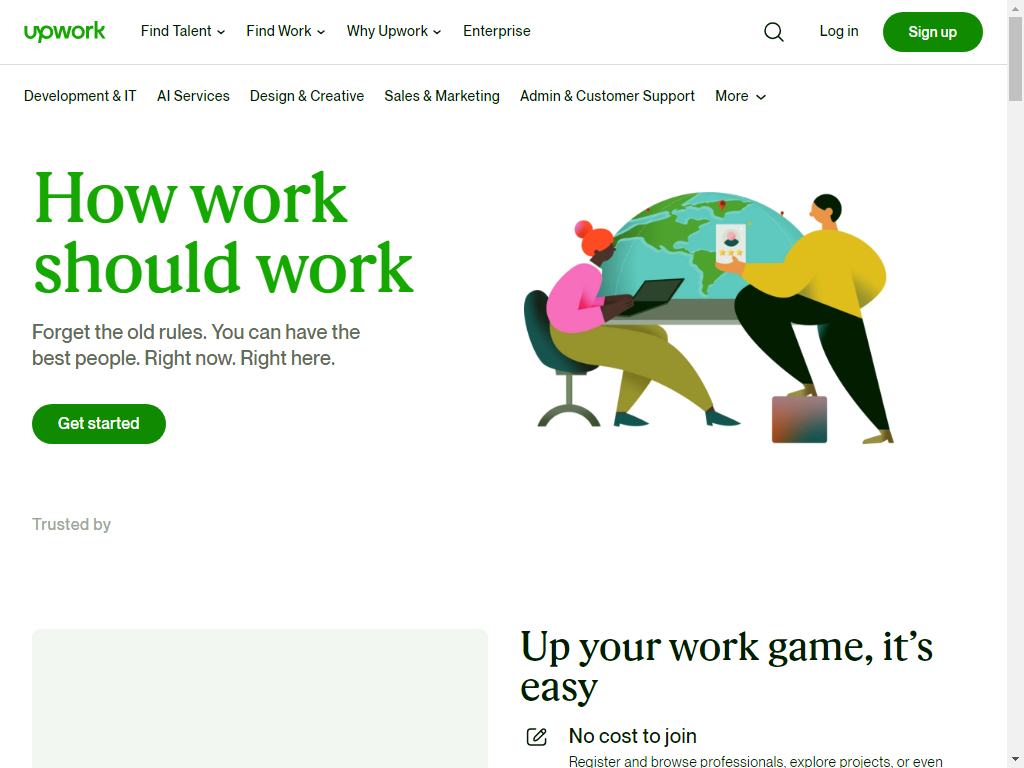 upwork Find Talent Find Work Why Upwork Enterprise Log in Sign up
Development & IT AI Services Design & Creative Sales & Marketing Admin & Customer Support More
How work
should work
Forget the old rules. You can have the
best people. Right now. Right here.
Get started
Trusted by
Up your work game, it’s
easy
No cost to join
Register and browse professionals, explore projects, or even